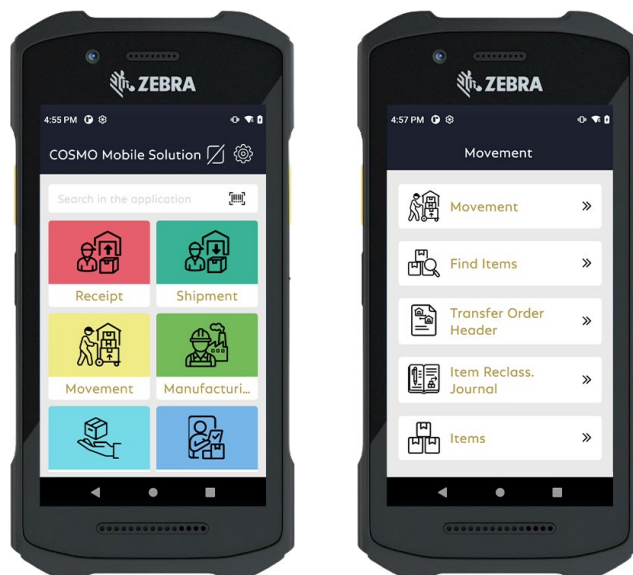 ZEBRA
4:55 PM
COSMO Mobile Solution
Search in the application
Receipt
Shipment
Movement
Manufacturi...
ZEBRA
4:57 PM
Movement
Movement
Find Items
Transfer Order
Header
Item Reclass.
Journal
Items